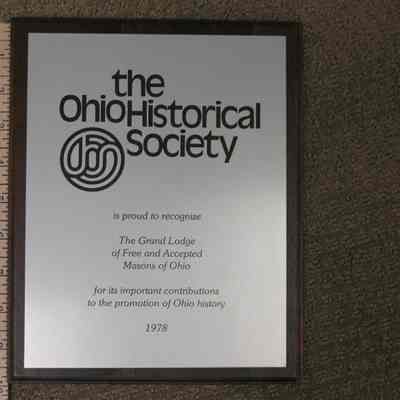 the
Ohio Historical
Society
is proud to recognize
The Grand Lodge
of Free and Accepted
Masons of Ohio
for its important contributions
to the promotion of Ohio history
1978